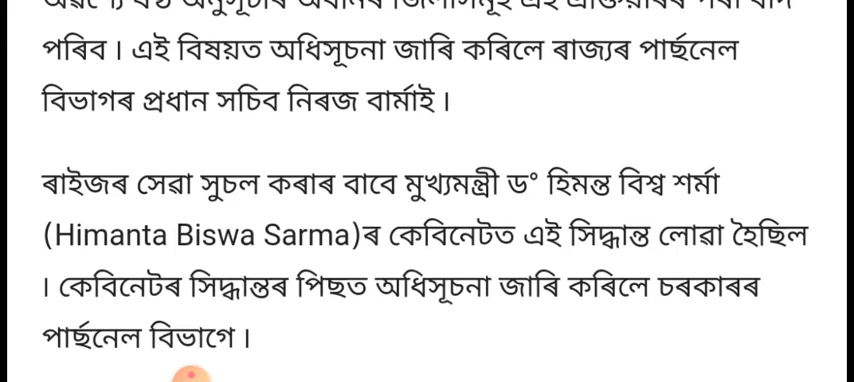 পৰিব । এই বিষয়ত অধিসূচনা জাৰি কৰিলে ৰাজ্যৰ পাৰ্ছনেল
বিভাগৰ প্ৰধান সচিব নিৰজ বাৰ্মাই ।
ৰাইজৰ সেৱা সুচল কৰাৰ বাবে মুখ্যমন্ত্ৰী ড° হিমন্ত বিশ্ব শৰ্মা
(Himanta Biswa Sarma)ৰ কেবিনেটত এই সিদ্ধান্ত লোৱা হৈছিল
। কেবিনেটৰ সিদ্ধান্তৰ পিছত অধিসূচনা জাৰি কৰিলে চৰকাৰৰ
পাৰ্ছনেল বিভাগে ।